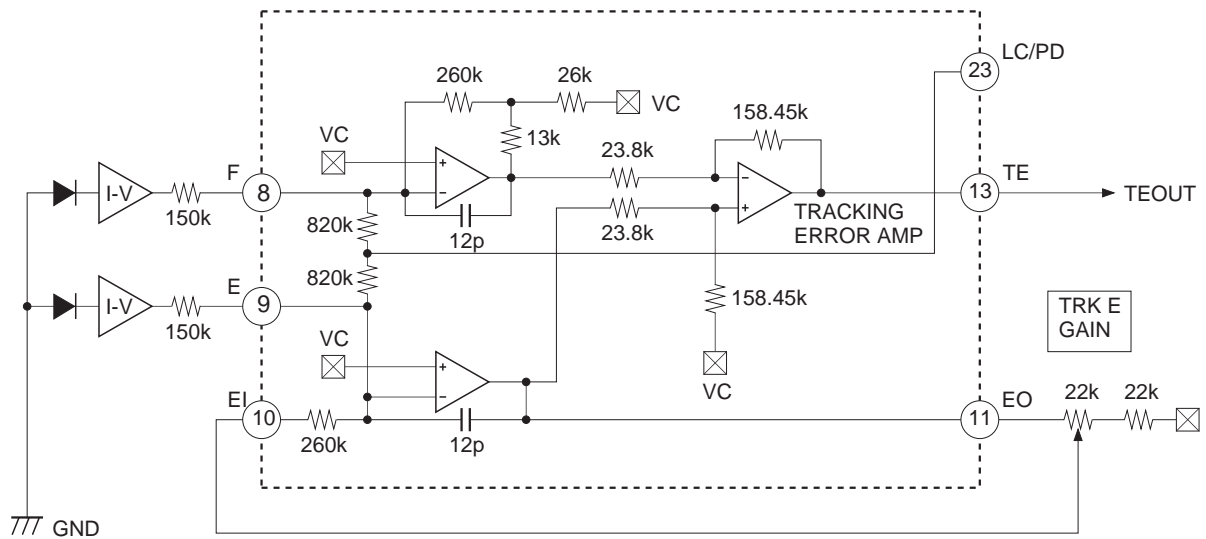 LC/PD
23
260k
26k
VC
158.45k
VC
13k
23.8k
F
8
I-V
150k
+
−
−
+
TE
13
TEOUT
820k
12p
23.8k
TRACKING
ERROR AMP
820k
E
9
I-V
150k
158.45k
TRK E
GAIN
VC
+
−
VC
EI
10
260k
12p
EO
11
22k
22k
GND